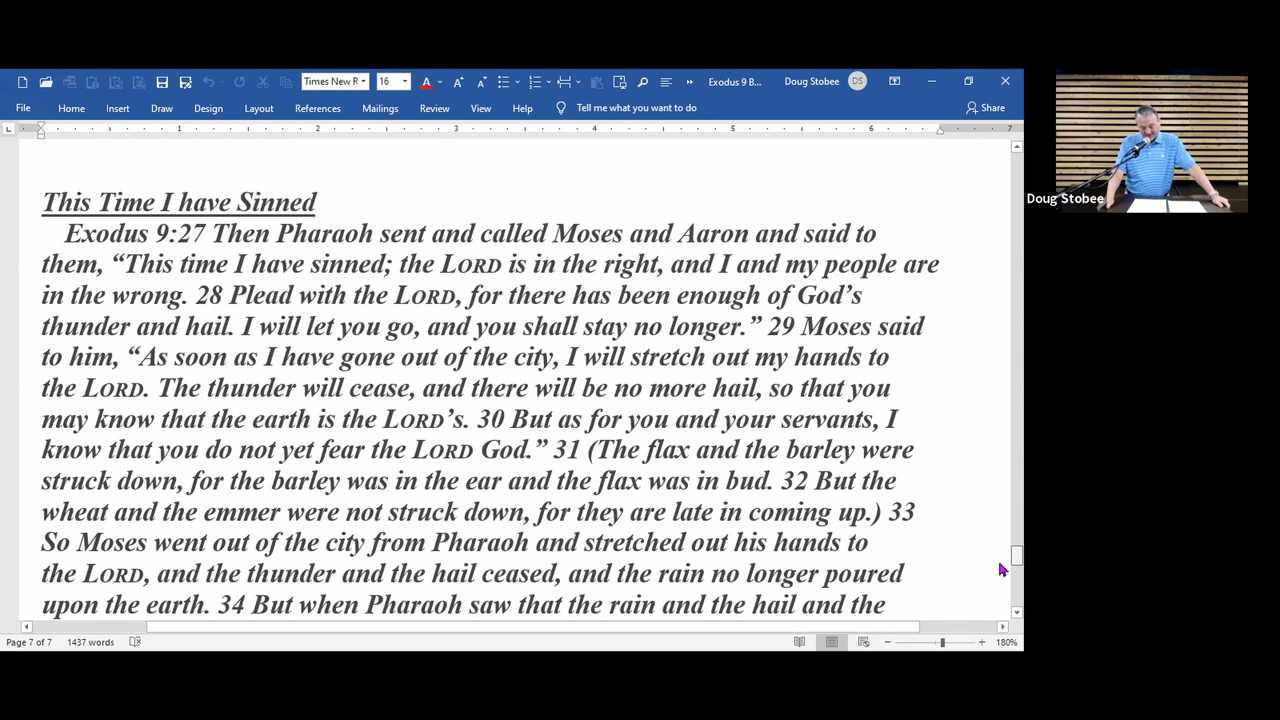 Times New R
16
Exodus 9 B...
Doug Stobee
DS
File
Home
Insert
Draw
Design
Layout
References
Mailings
Review
View
Help
Tell me what you want to do
Share
1 2 3 4 5 6 7
This Time I have Sinned
Exodus 9:27 Then Pharaoh sent and called Moses and Aaron and said to
them, “This time I have sinned; the LORD is in the right, and I and my people are
in the wrong. 28 Plead with the LORD, for there has been enough of God’s
thunder and hail. I will let you go, and you shall stay no longer.” 29 Moses said
to him, “As soon as I have gone out of the city, I will stretch out my hands to
the LORD. The thunder will cease, and there will be no more hail, so that you
may know that the earth is the LORD’s. 30 But as for you and your servants, I
know that you do not yet fear the LORD God.” 31 (The flax and the barley were
struck down, for the barley was in the ear and the flax was in bud. 32 But the
wheat and the emmer were not struck down, for they are late in coming up.) 33
So Moses went out of the city from Pharaoh and stretched out his hands to
the LORD, and the thunder and the hail ceased, and the rain no longer poured
upon the earth. 34 But when Pharaoh saw that the rain and the hail and the
Page 7 of 7
1437 words
180%
Doug Stobee